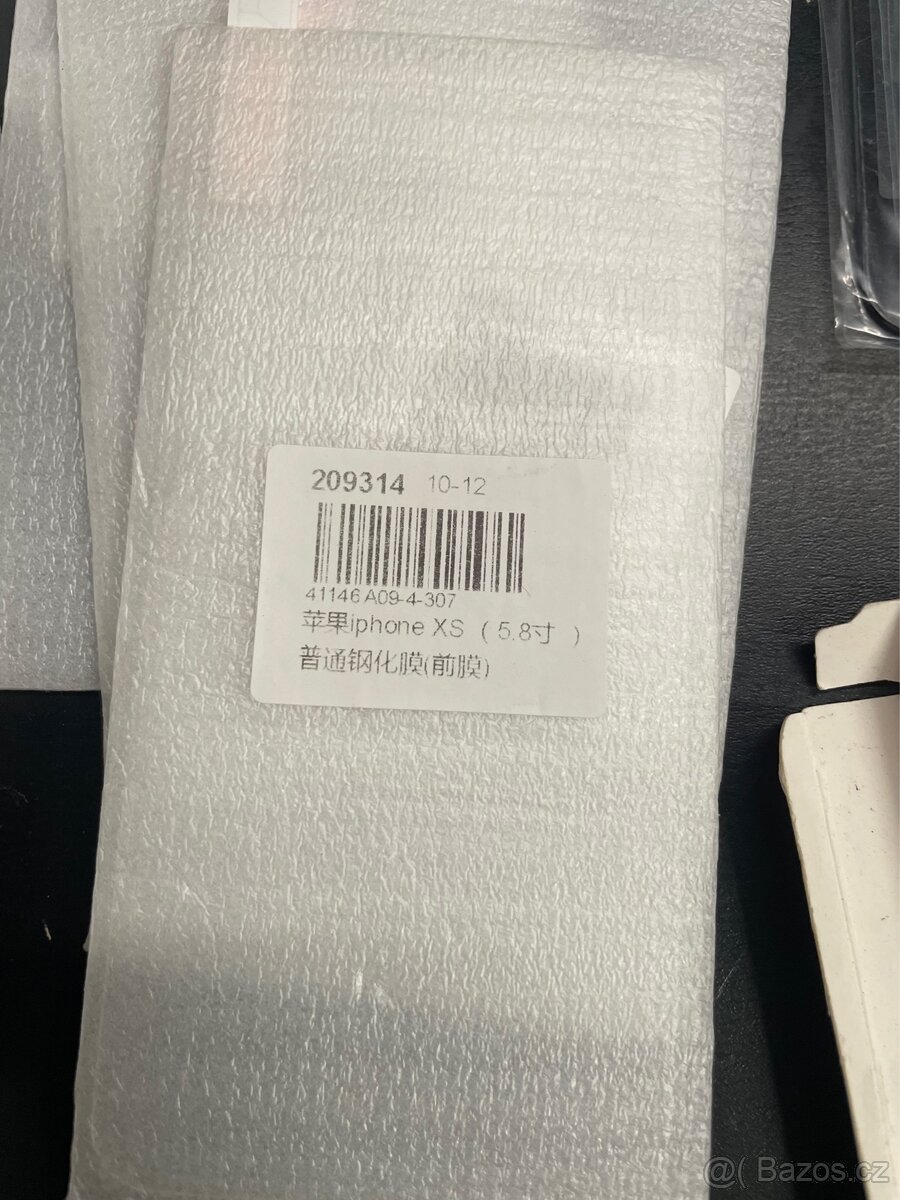 209314 10-12
41146 A09-4-307
苹果iphone XS ( 5.8寸 )
普通钢化膜(前膜)
@( Bazos.cz